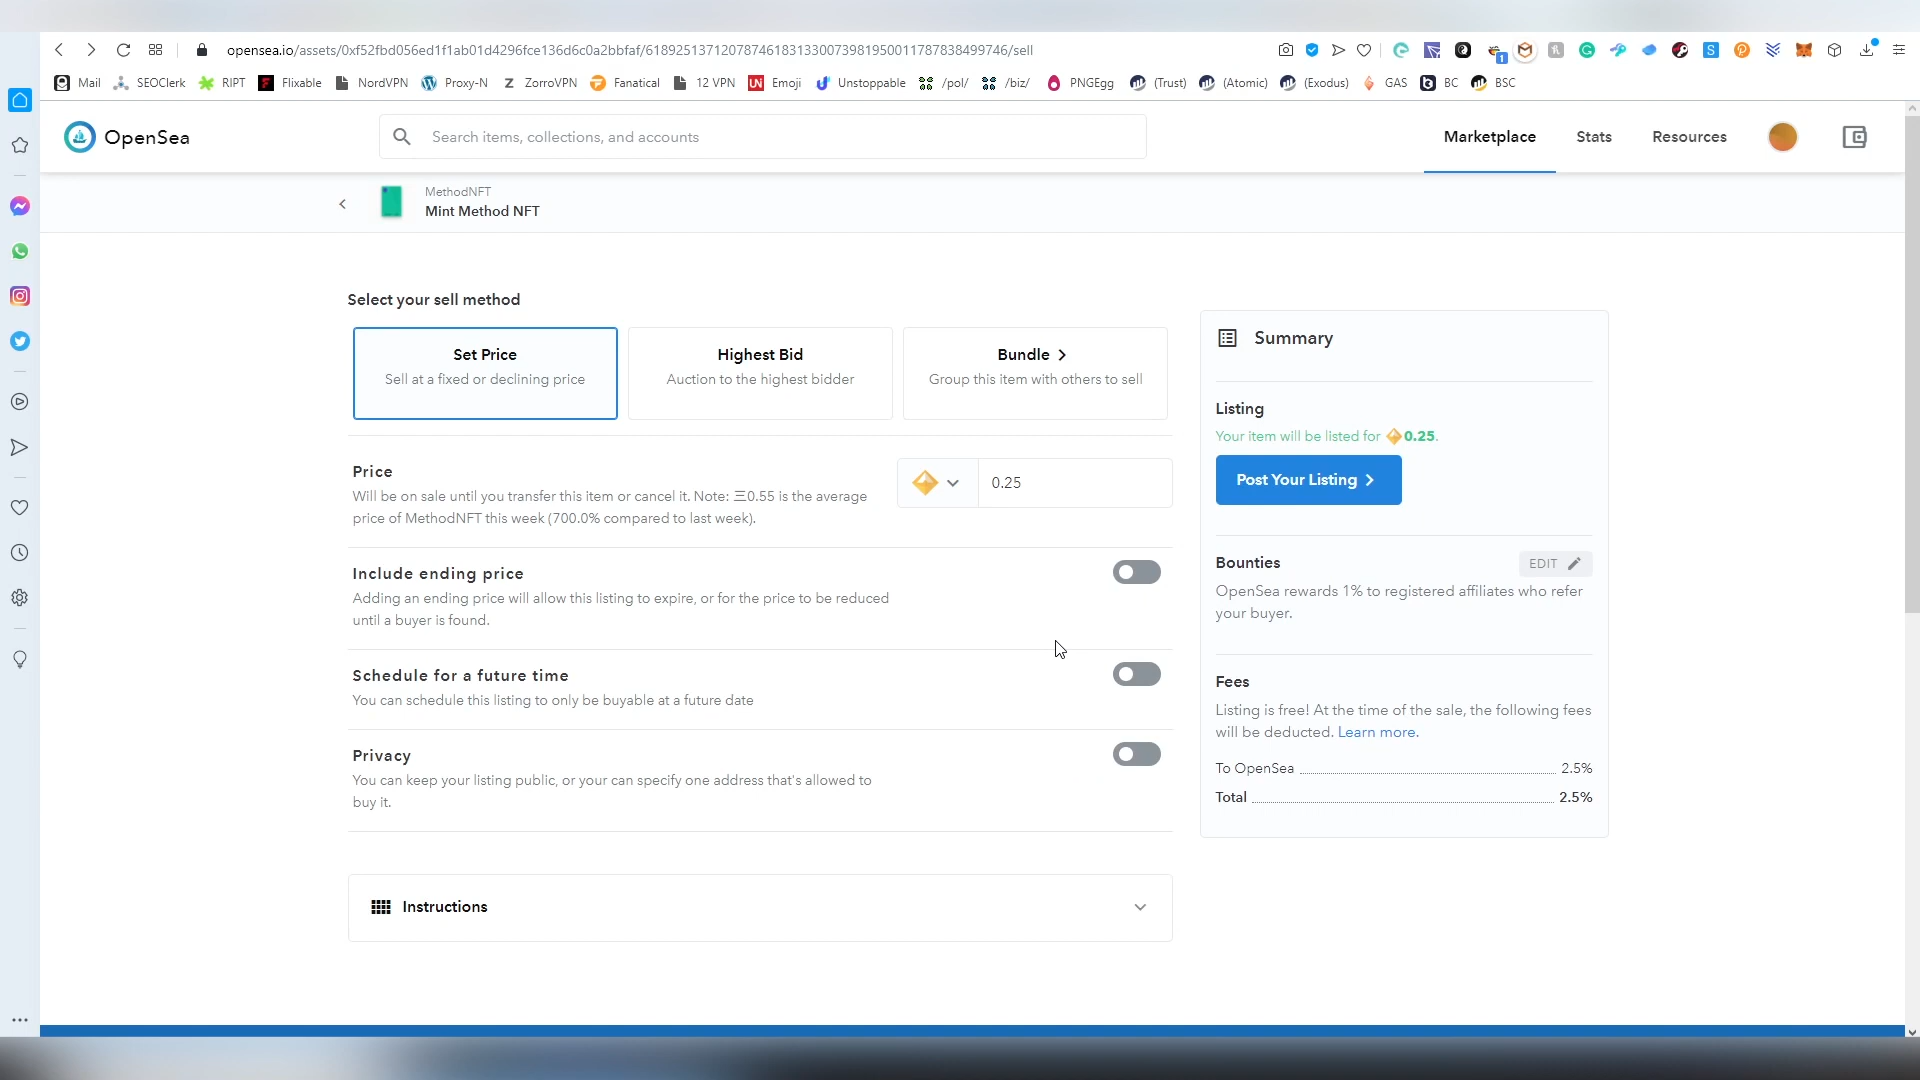 opensea.io/assets/0xf52fbd056ed1f1ab01d4296fce136d6c0a2bbfaf/61892513712078746183133007398195001178783849​9746/sell
1
Mail SEOClerk RIPT Flixable NordVPN Proxy-N ZorroVPN Fanatical 12 VPN Emoji Unstoppable /pol/ /biz/ PNGEgg (Trust) (Atomic) (Exodus) GAS BC BSC
OpenSea
Search items, collections, and accounts
Marketplace
Stats
Resources
MethodNFT
Mint Method NFT
Select your sell method
Set Price
Sell at a fixed or declining price
Highest Bid
Auction to the highest bidder
Bundle
Group this item with others to sell
Price
Will be on sale until you transfer this item or cancel it. Note: Ξ0.55 is the average
price of MethodNFT this week (700.0% compared to last week).
0.25
Include ending price
Adding an ending price will allow this listing to expire, or for the price to be reduced
until a buyer is found.
Schedule for a future time
You can schedule this listing to only be buyable at a future date
Privacy
You can keep your listing public, or your can specify one address that's allowed to
buy it.
Instructions
Summary
Listing
Your item will be listed for 0.25.
Post Your Listing
Bounties
EDIT
OpenSea rewards 1% to registered affiliates who refer
your buyer.
Fees
Listing is free! At the time of the sale, the following fees
will be deducted. Learn more.
To OpenSea 2.5%
Total 2.5%